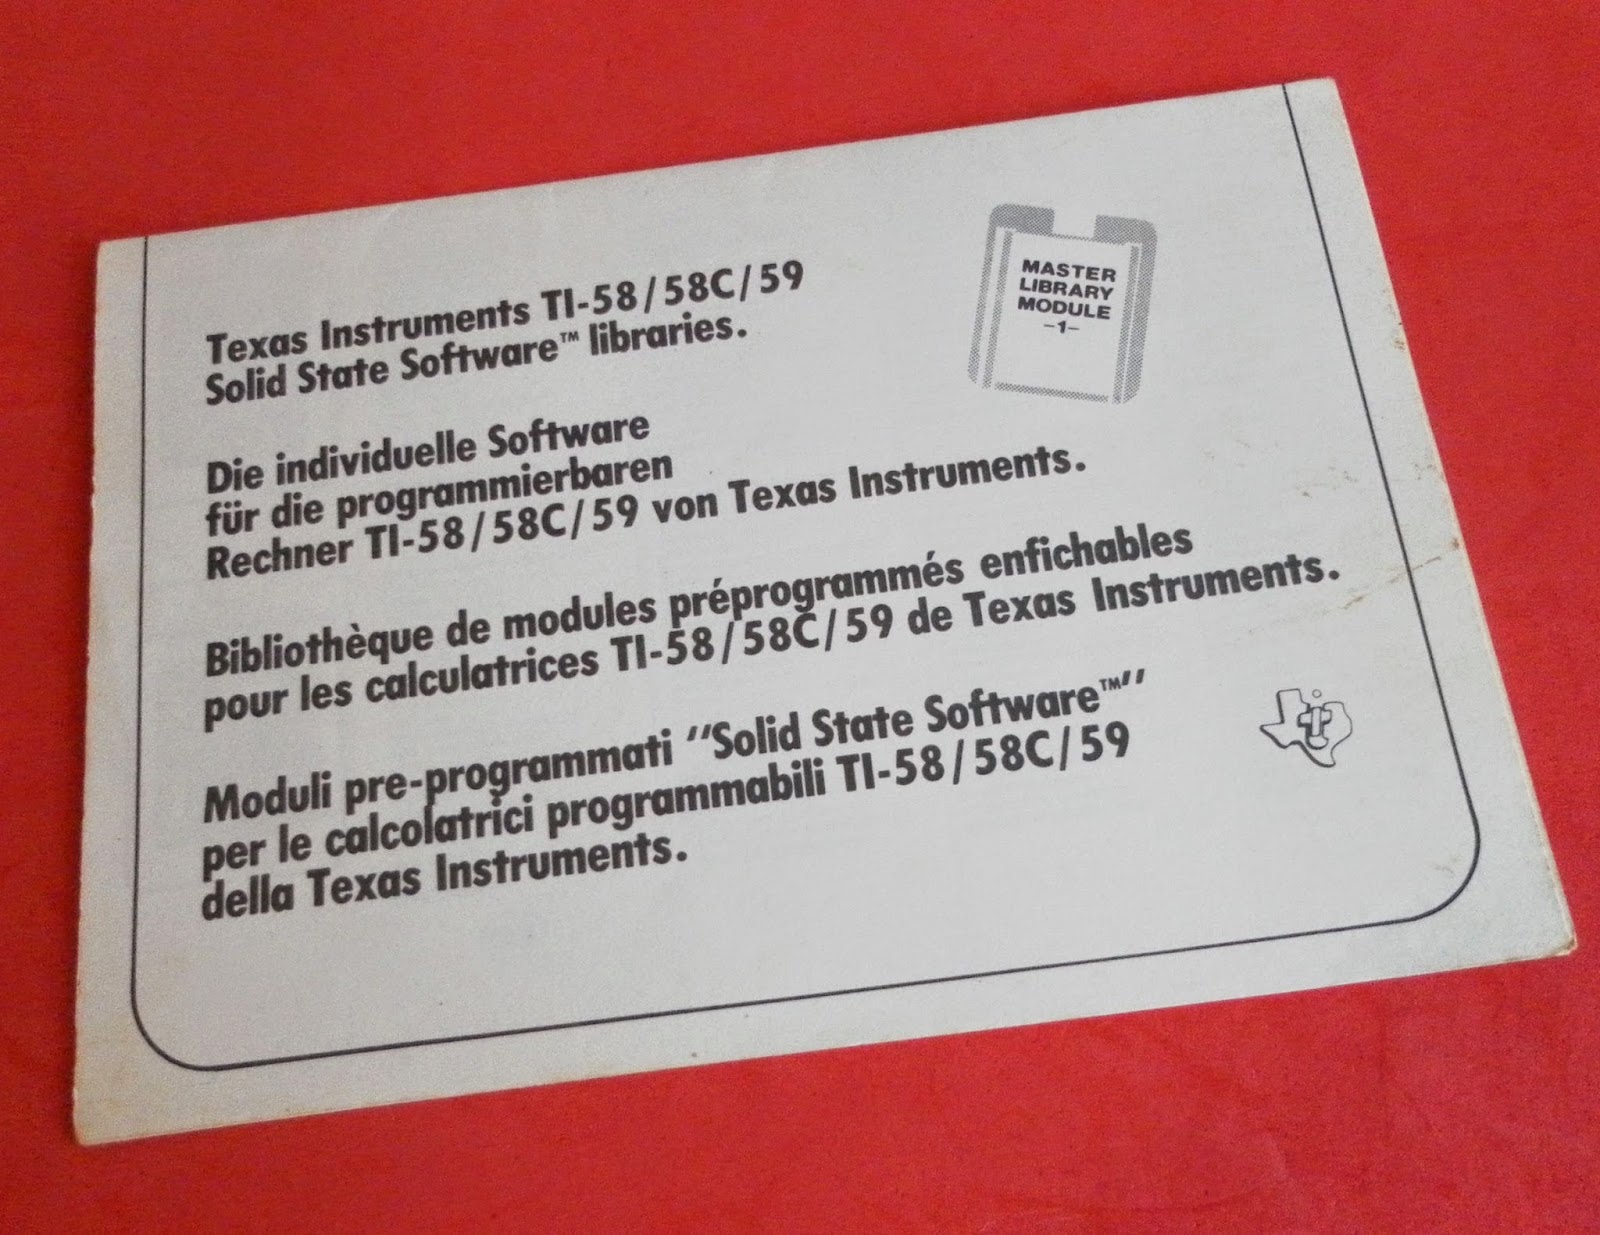 Texas Instruments TI-58/58C/59
Solid State Software™ libraries.
MASTER
LIBRARY
MODULE
-1-
Die individuelle Software
für die programmierbaren
Rechner TI-58/58C/59 von Texas Instruments.
Bibliothèque de modules préprogrammés enfichables
pour les calculatrices TI-58/58C/59 de Texas Instruments.
Moduli pre-programmati "Solid State Software™"
per le calcolatrici programmabili TI-58/58C/59
della Texas Instruments.